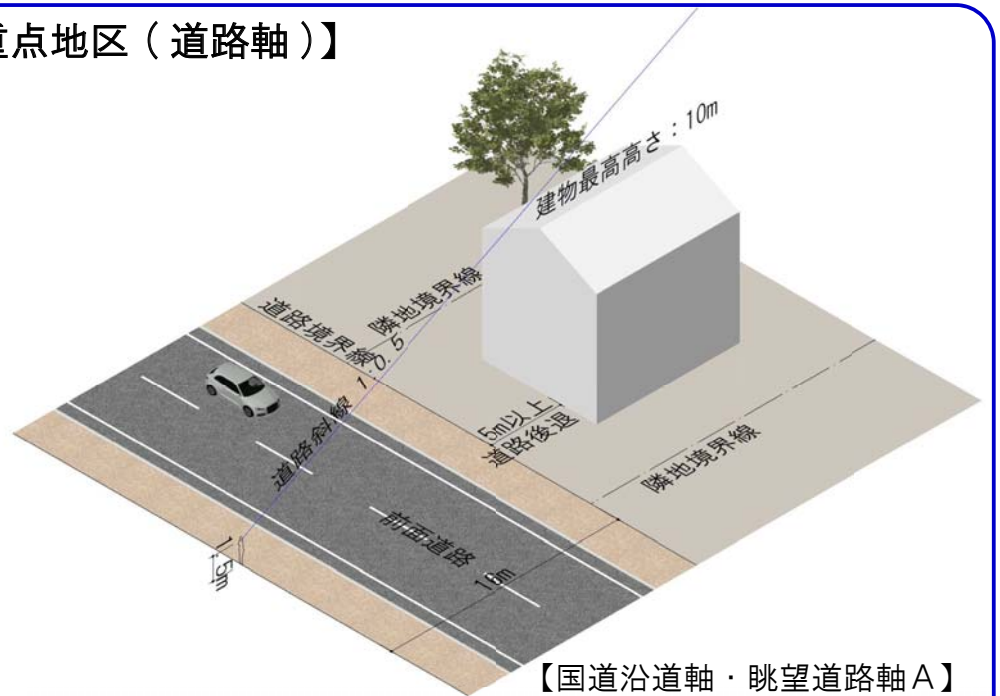 重点地区（道路軸）】
建物最高高さ：10m
隣地境界線
道路境界線
道路斜線 1:0.5
5m以上
道路後退
隣地境界線
前面道路
16m
1.5m
【国道沿道軸・眺望道路軸A】